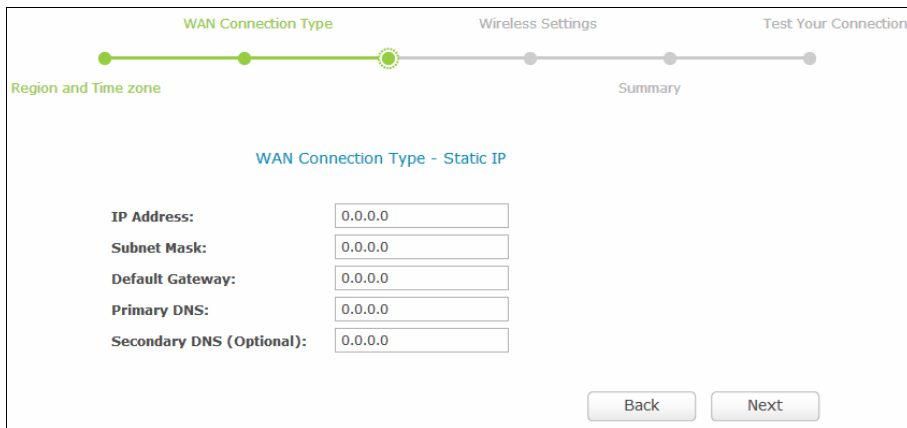 WAN Connection Type Wireless Settings Test Your Connection
Region and Time zone Summary
WAN Connection Type - Static IP
IP Address: 0.0.0.0
Subnet Mask: 0.0.0.0
Default Gateway: 0.0.0.0
Primary DNS: 0.0.0.0
Secondary DNS (Optional): 0.0.0.0
Back Next